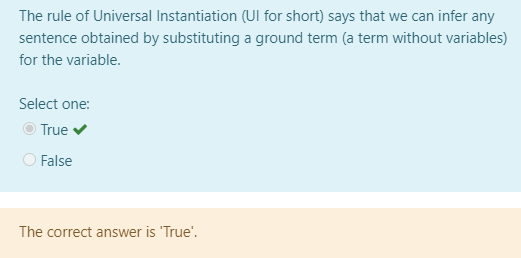 The rule of Universal Instantiation (UI for short) says that we can infer any
sentence obtained by substituting a ground term (a term without variables)
for the variable.
Select one:
True
False
The correct answer is 'True'.